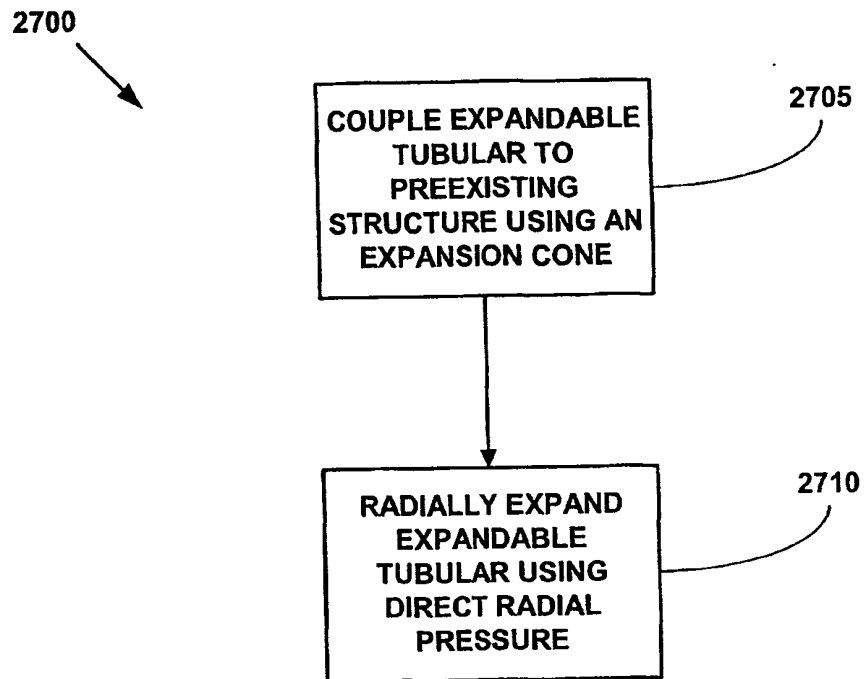 2700
COUPLE EXPANDABLE
TUBULAR TO
PREEXISTING
STRUCTURE USING AN
EXPANSION CONE
2705
RADIALLY EXPAND
EXPANDABLE
TUBULAR USING
DIRECT RADIAL
PRESSURE
2710